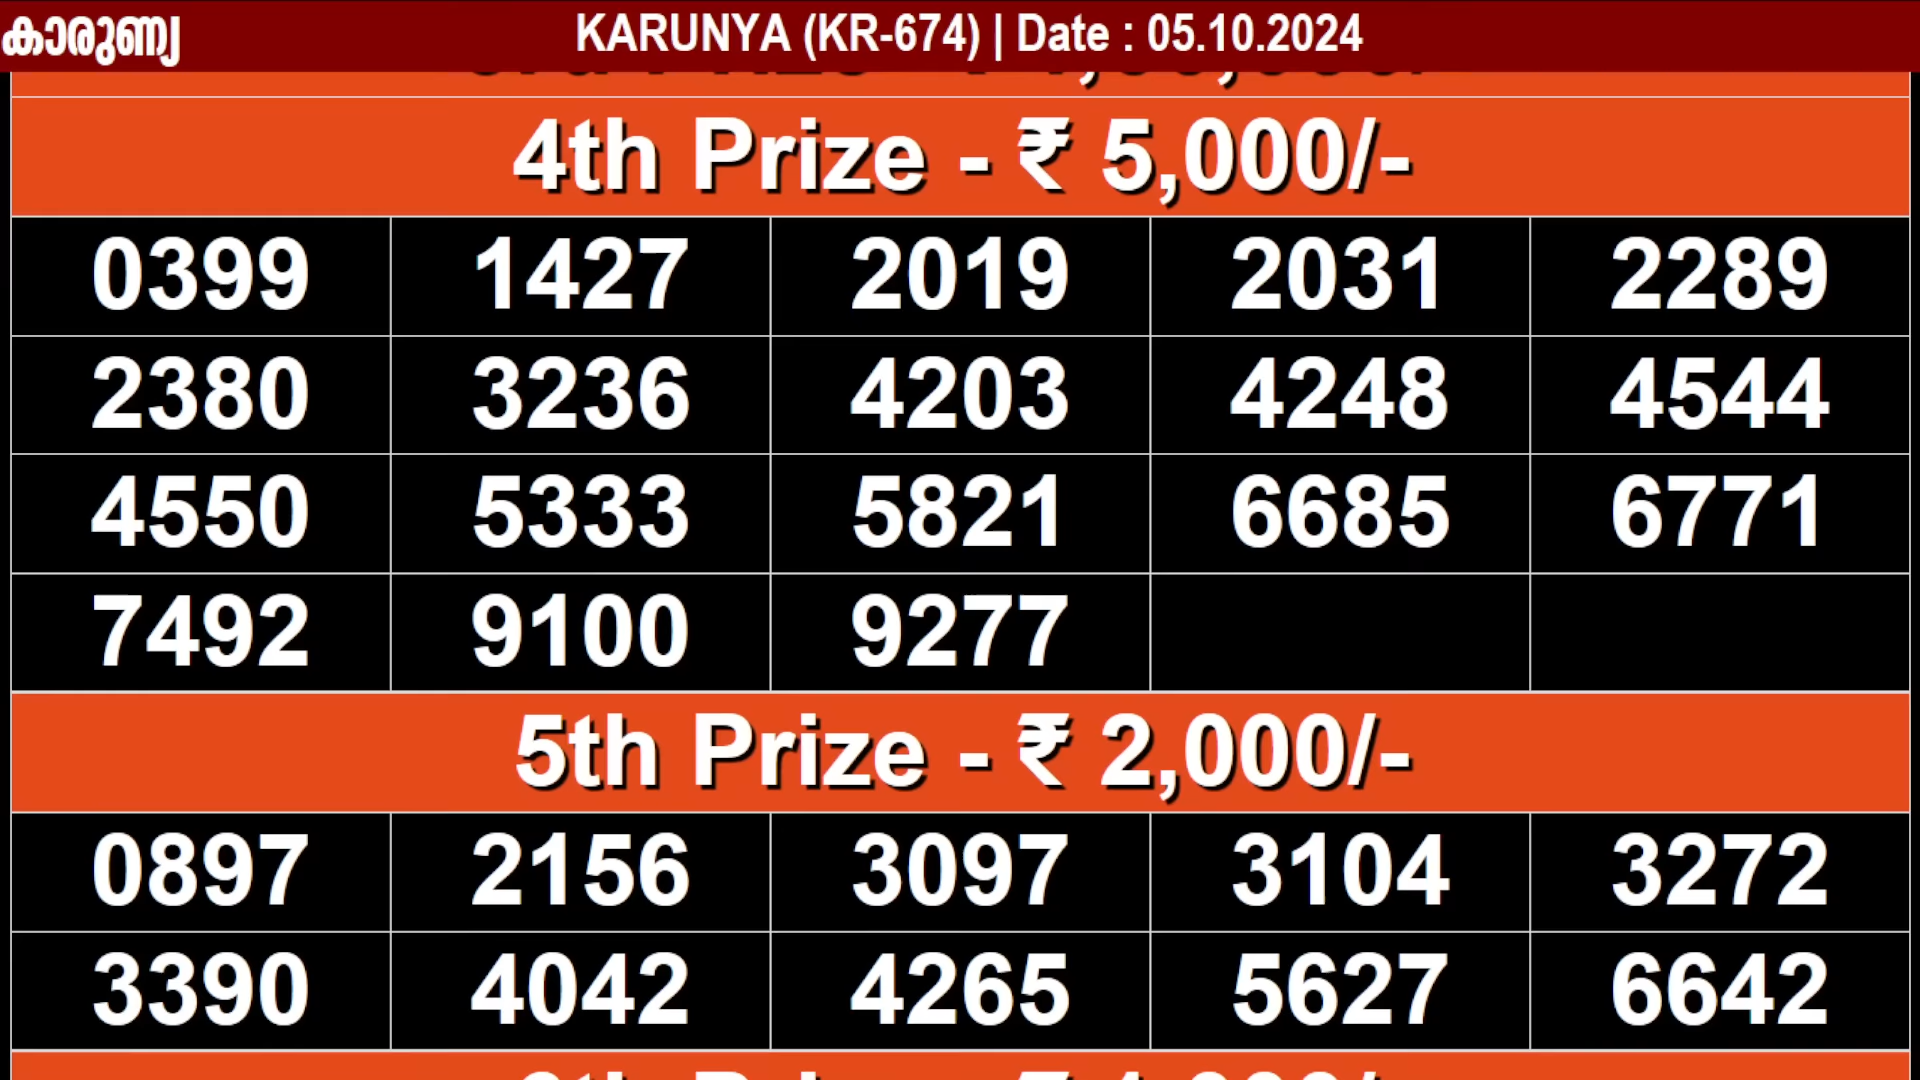 കാരുണ്യ
KARUNYA (KR-674) | Date : 05.10.2024
4th Prize - ₹ 5,000/-
0399 1427 2019 2031 2289
2380 3236 4203 4248 4544
4550 5333 5821 6685 6771
7492 9100 9277
5th Prize - ₹ 2,000/-
0897 2156 3097 3104 3272
3390 4042 4265 5627 6642